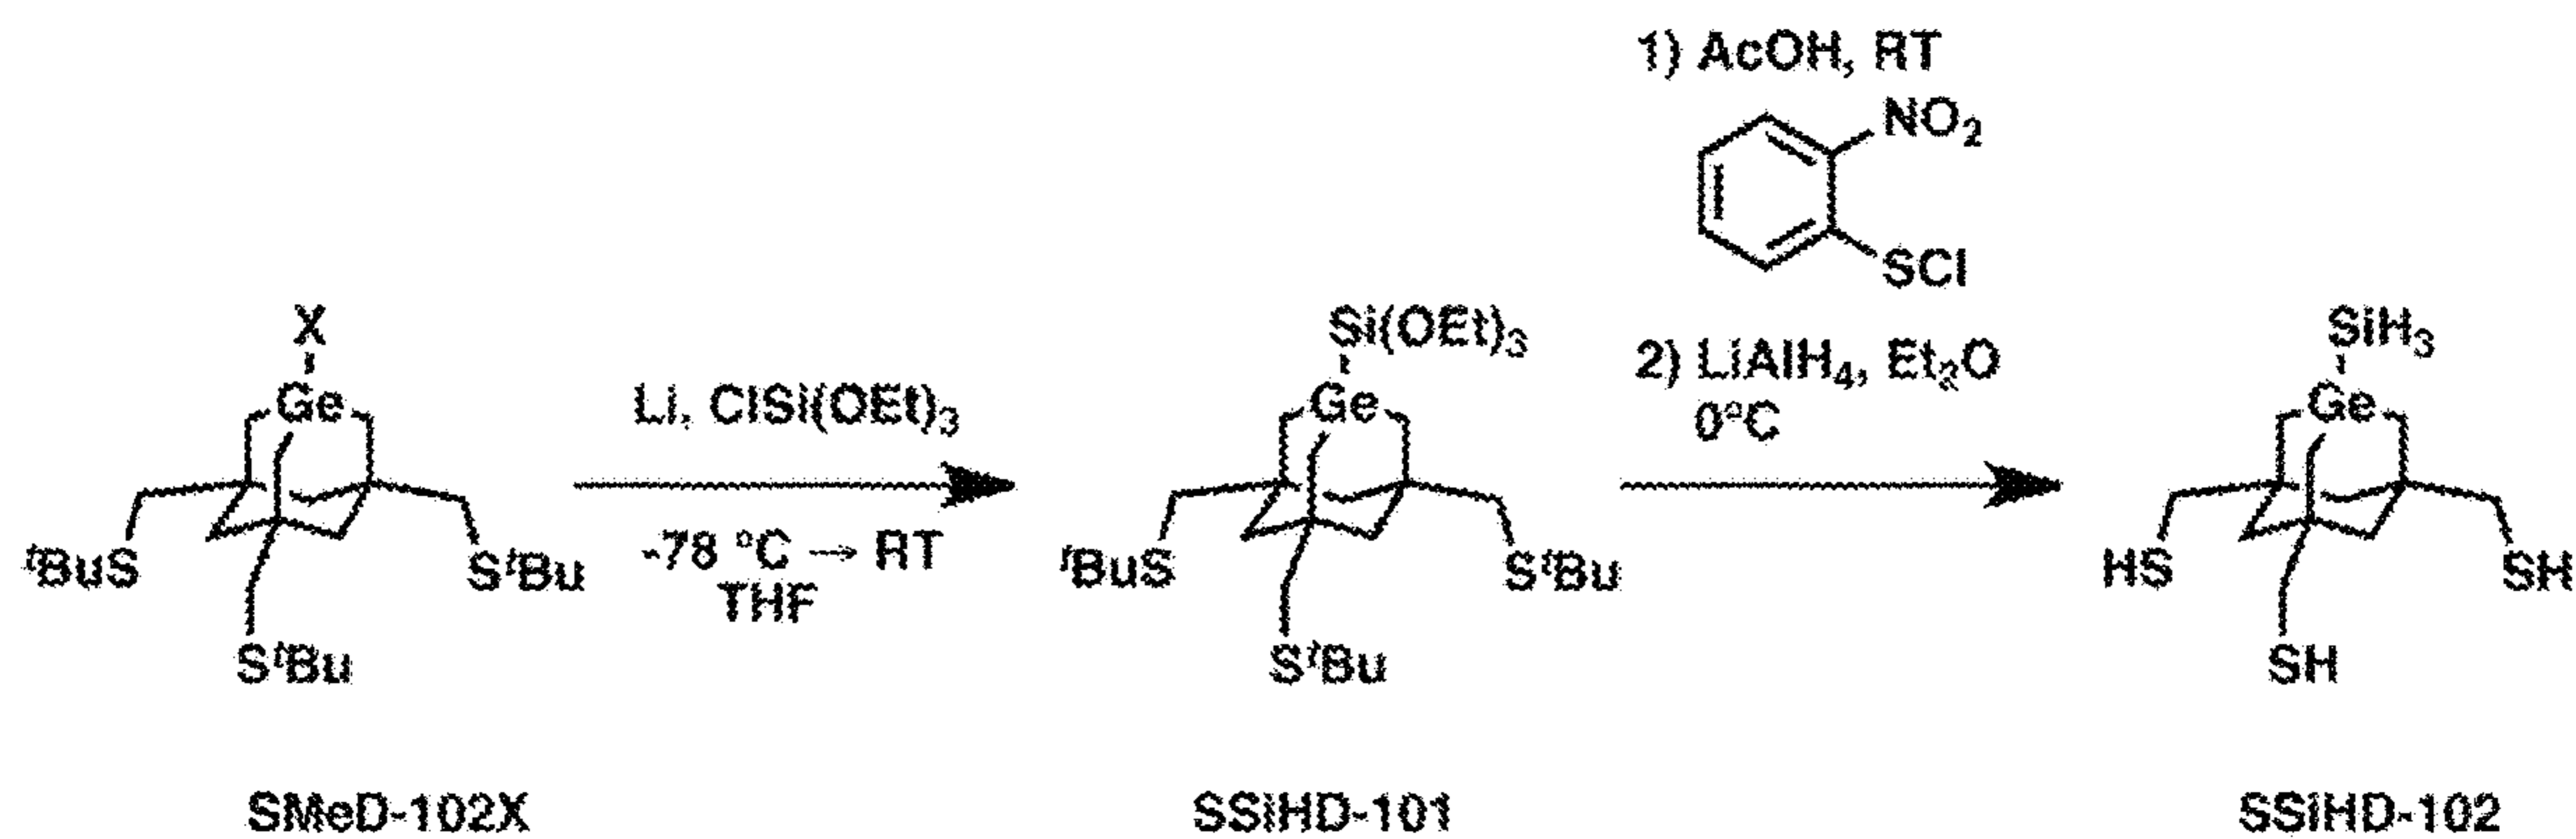 1) AcOH, RT
NO2
SCl
2) LiAlH4, Et2O
0°C
X
Ge
tBuS
StBu
StBu
Li, ClSi(OEt)3
-78 °C → RT
THF
Si(OEt)3
Ge
tBuS
StBu
StBu
SiH3
Ge
HS
SH
SH
SMeD-102X
SSiHD-101
SSiHD-102